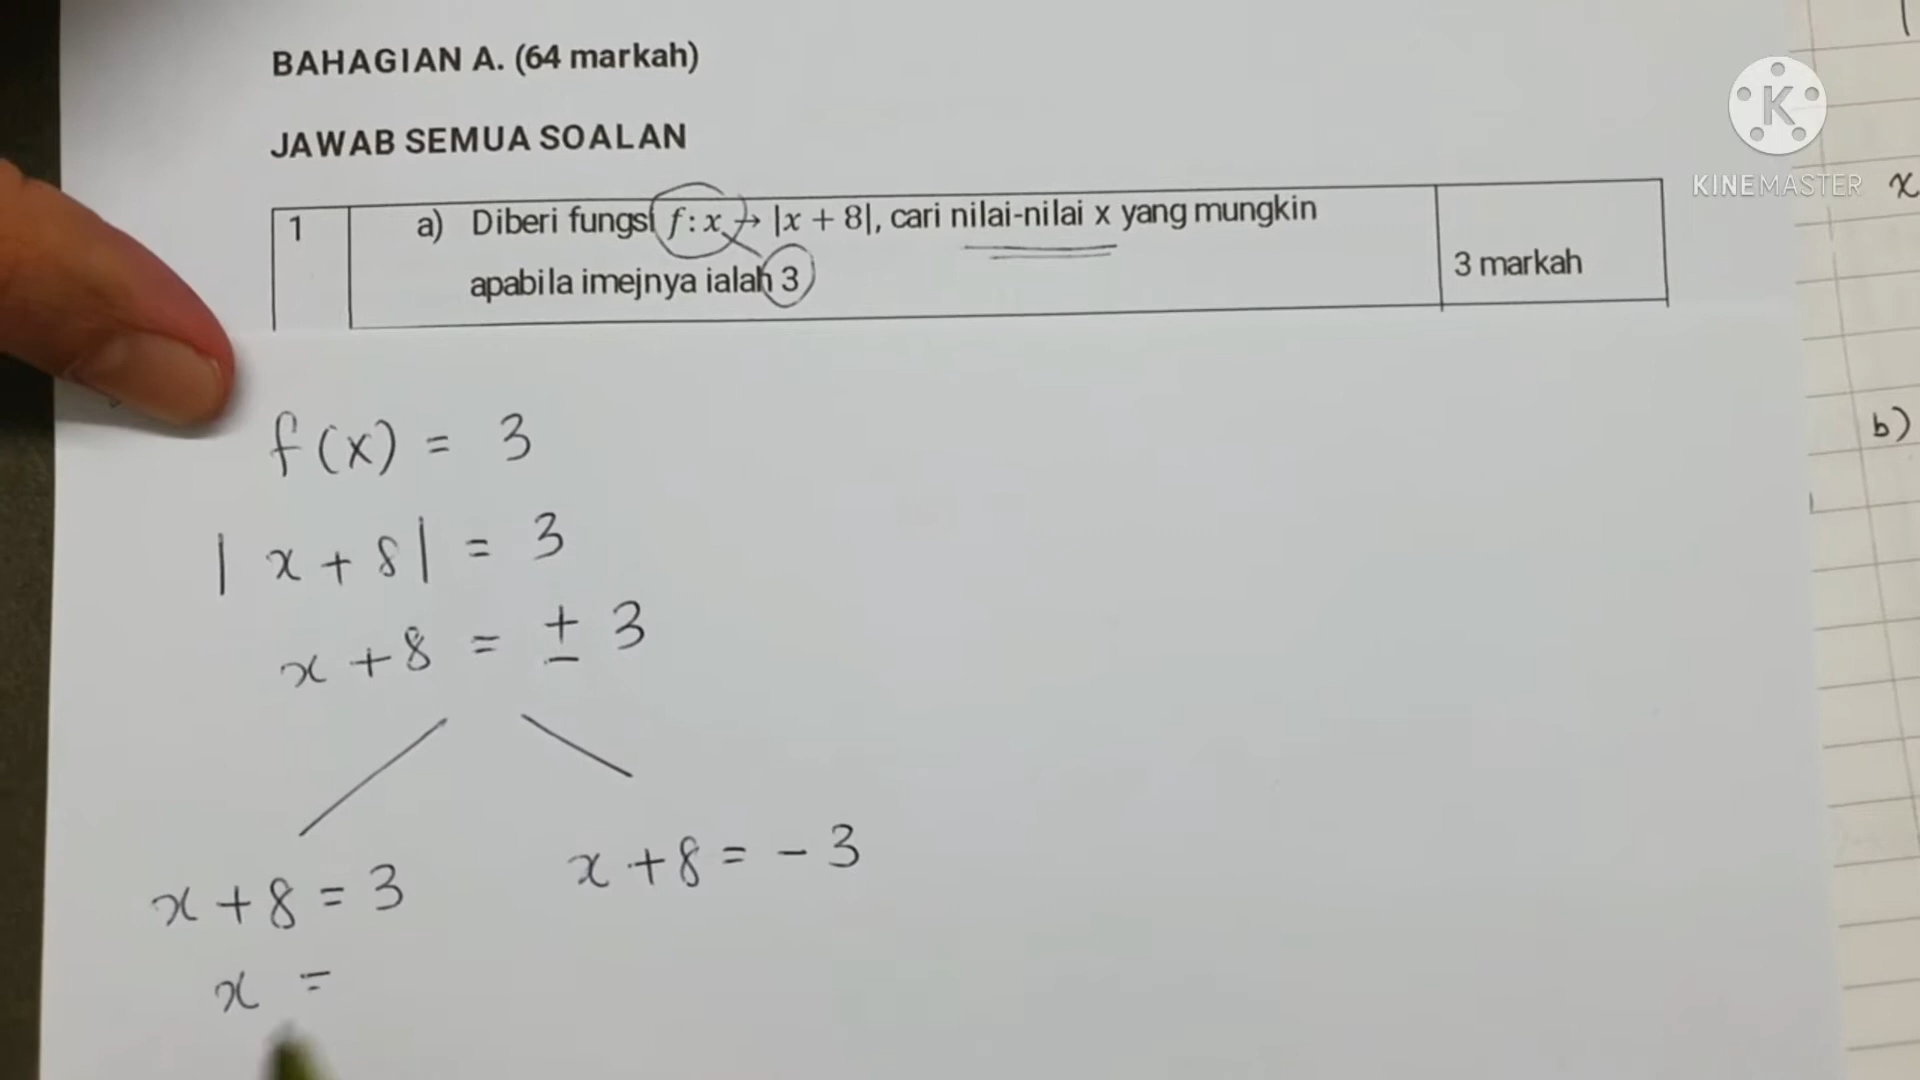 BAHAGIAN A. (64 markah)
JAWAB SEMUA SOALAN
K
KINEMASTER
x
1
a) Diberi fungsi f : x → |x + 8|, cari nilai-nilai x yang mungkin
apabila imejnya ialah 3
3 markah
b)
f(x) = 3
|x + 8| = 3
x + 8 = ± 3
x + 8 = 3
x + 8 = - 3
x =